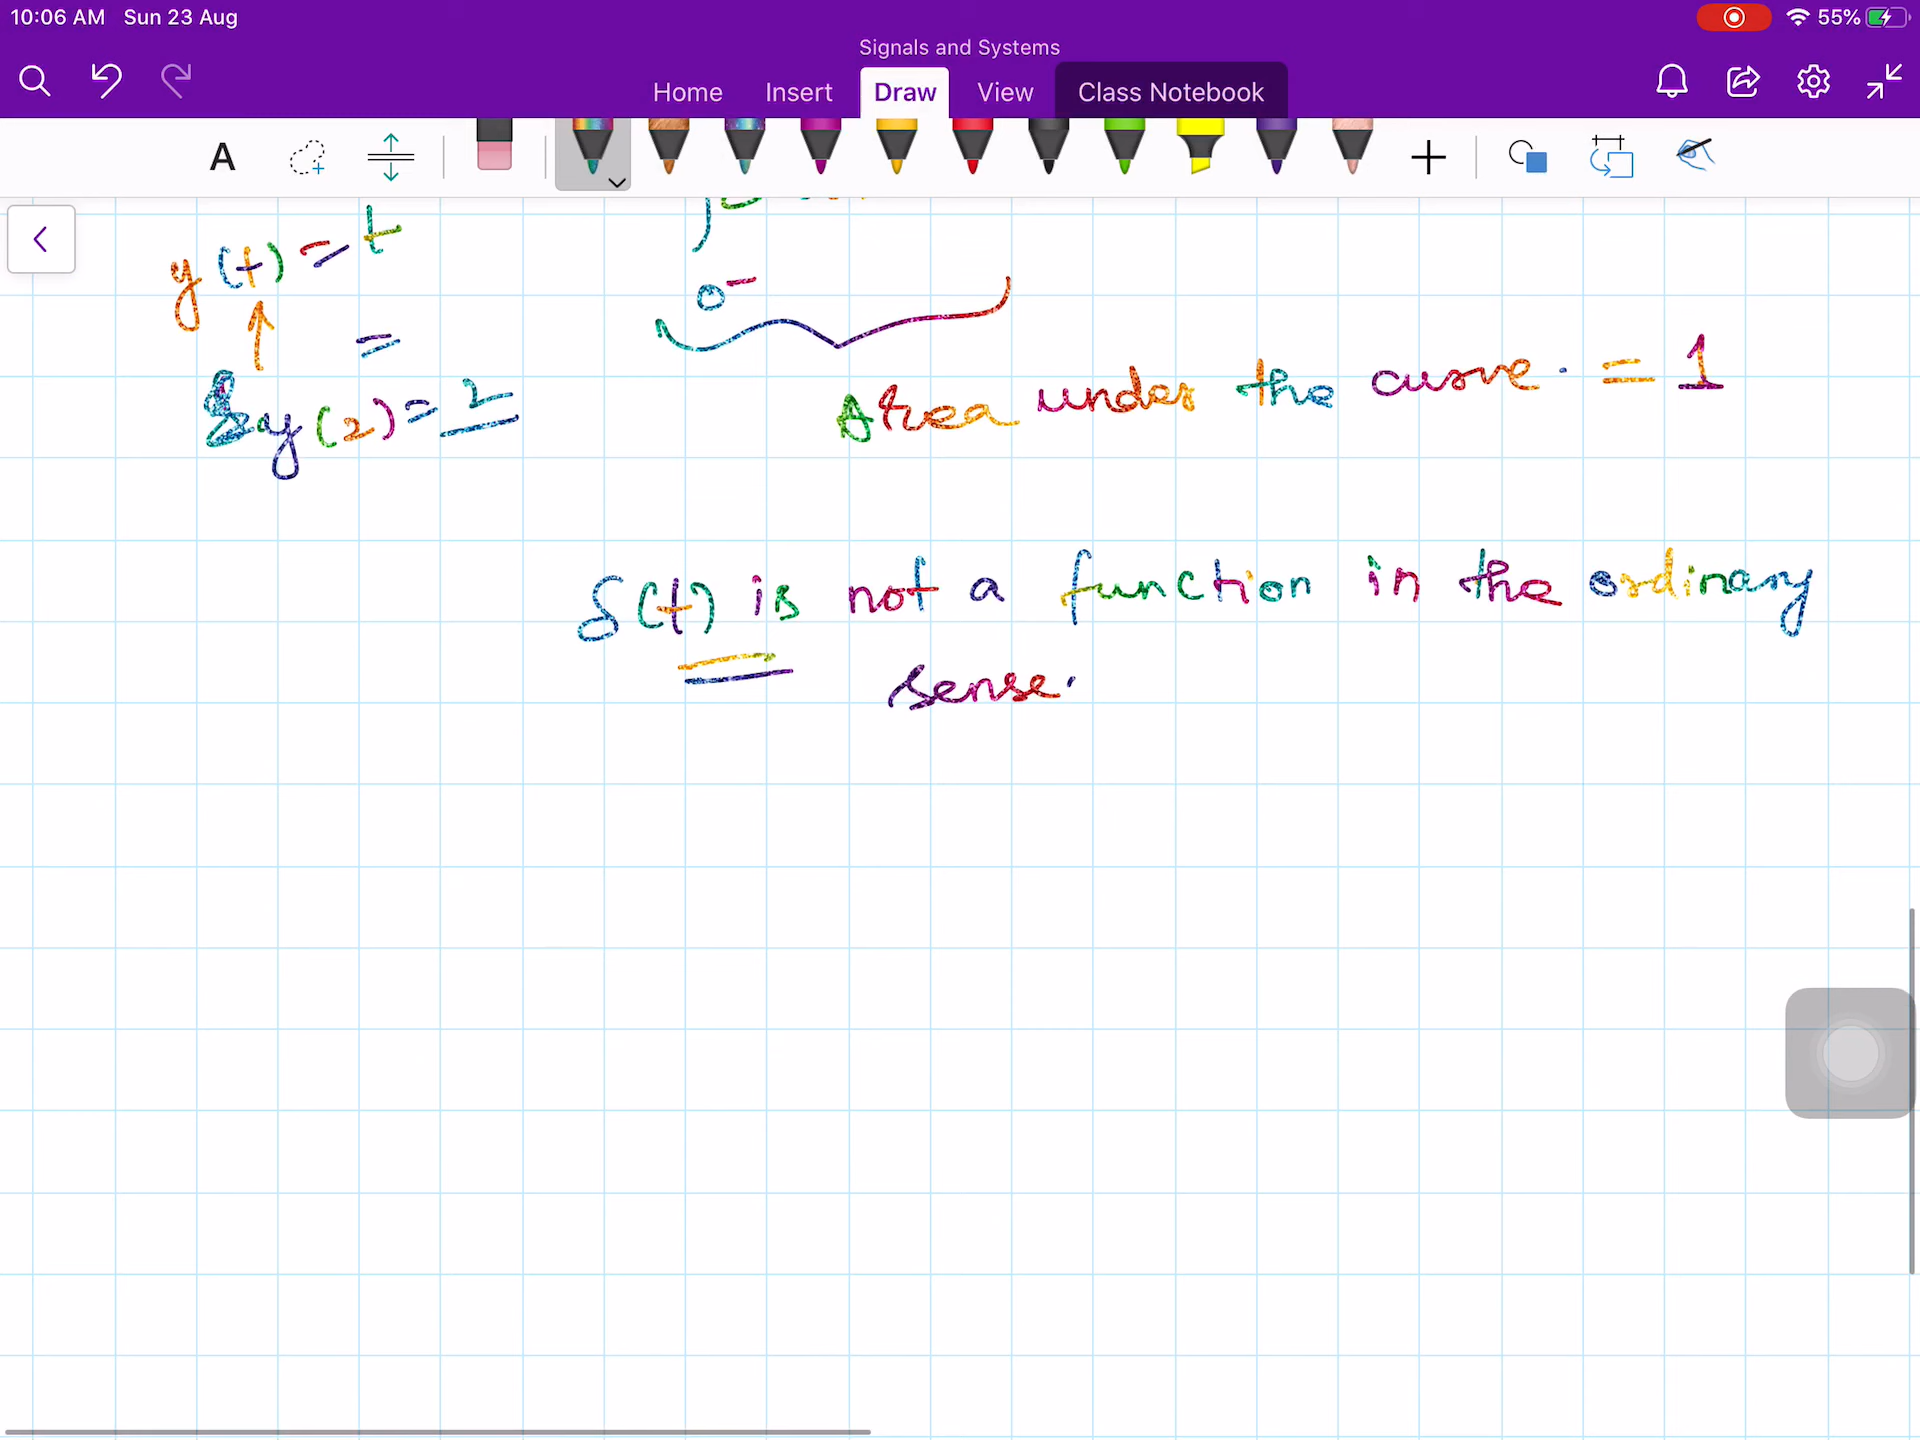 10:06 AM Sun 23 Aug
55%
Signals and Systems
Home Insert Draw View Class Notebook
A
y(t) = t
0⁻
=
y(2) = 2
Area under the curve. = 1
δ(t) is not a function in the ordinary
sense.